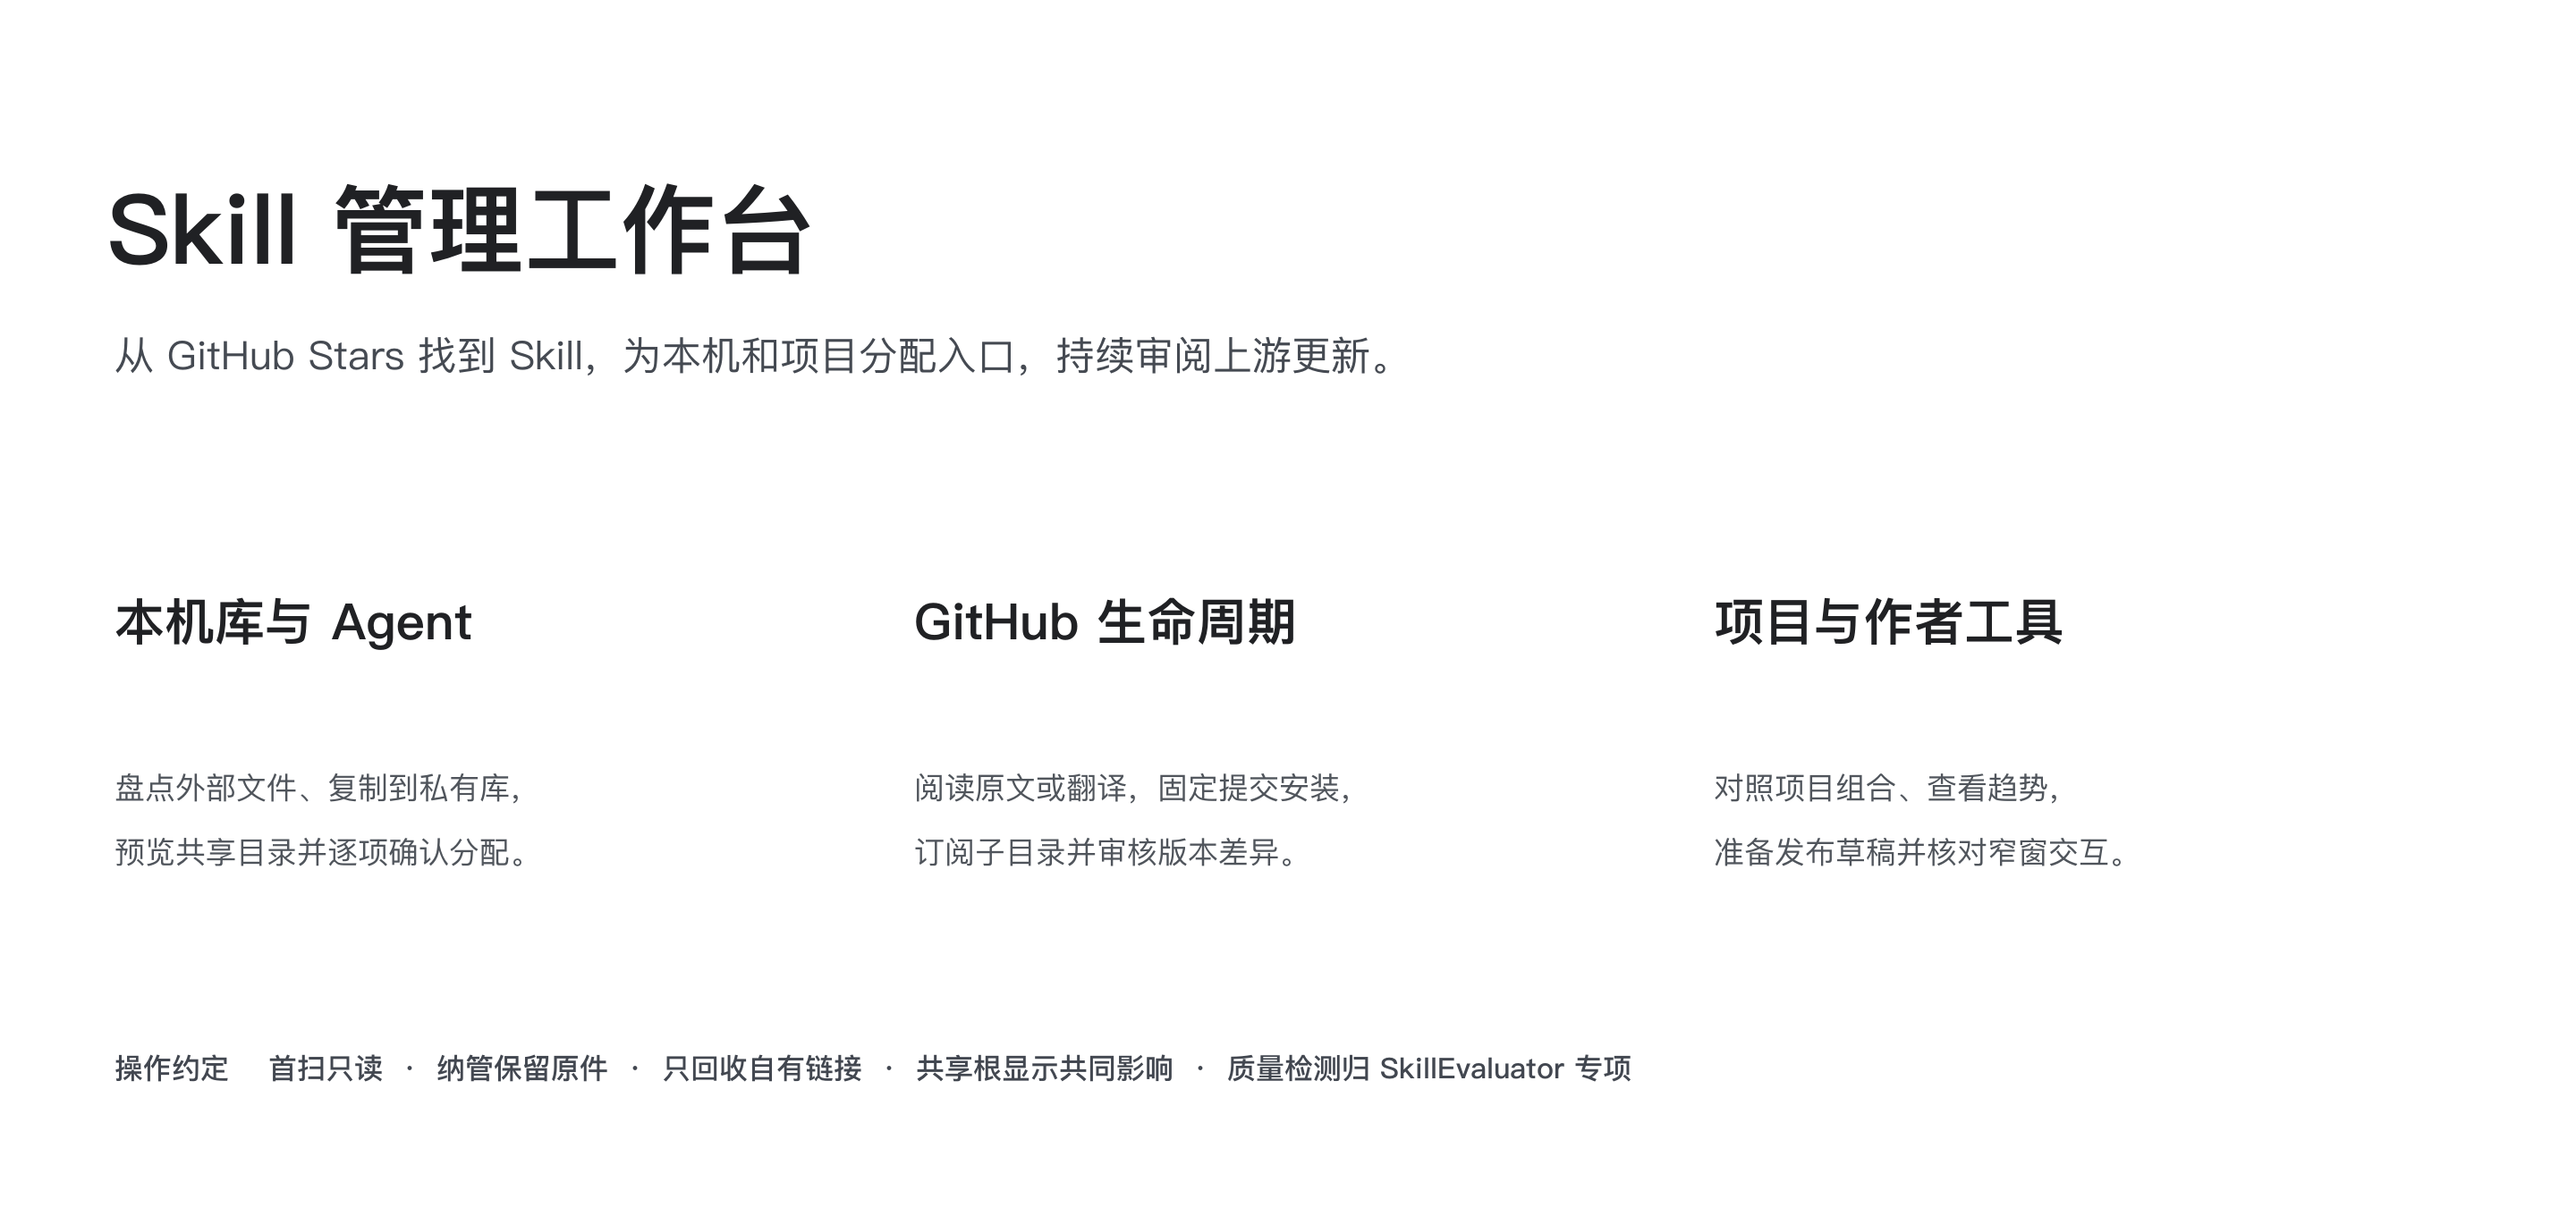 Skill 管理工作台
从 GitHub Stars 找到 Skill，为本机和项目分配入口，持续审阅上游更新。
本机库与 Agent
盘点外部文件、复制到私有库，
预览共享目录并逐项确认分配。
GitHub 生命周期
阅读原文或翻译，固定提交安装，
订阅子目录并审核版本差异。
项目与作者工具
对照项目组合、查看趋势，
准备发布草稿并核对窄窗交互。
操作约定 首扫只读 · 纳管保留原件 · 只回收自有链接 · 共享根显示共同影响 · 质量检测归 SkillEvaluator 专项